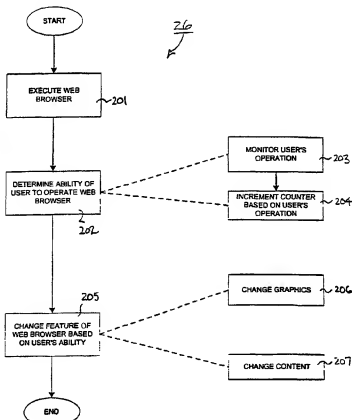 START
26
EXECUTE WEB
BROWSER
201
DETERMINE ABILITY OF
USER TO OPERATE WEB
BROWSER
2
202
MONITOR USER'S
OPERATION
203
INCREMENT COUNTER
BASED ON USER'S
OPERATION
204
205
CHANGE FEATURE OF
WEB BROWSER BASED
ON USER'S ABILITY
CHANGE GRAPHICS
206
CHANGE CONTENT
207
END